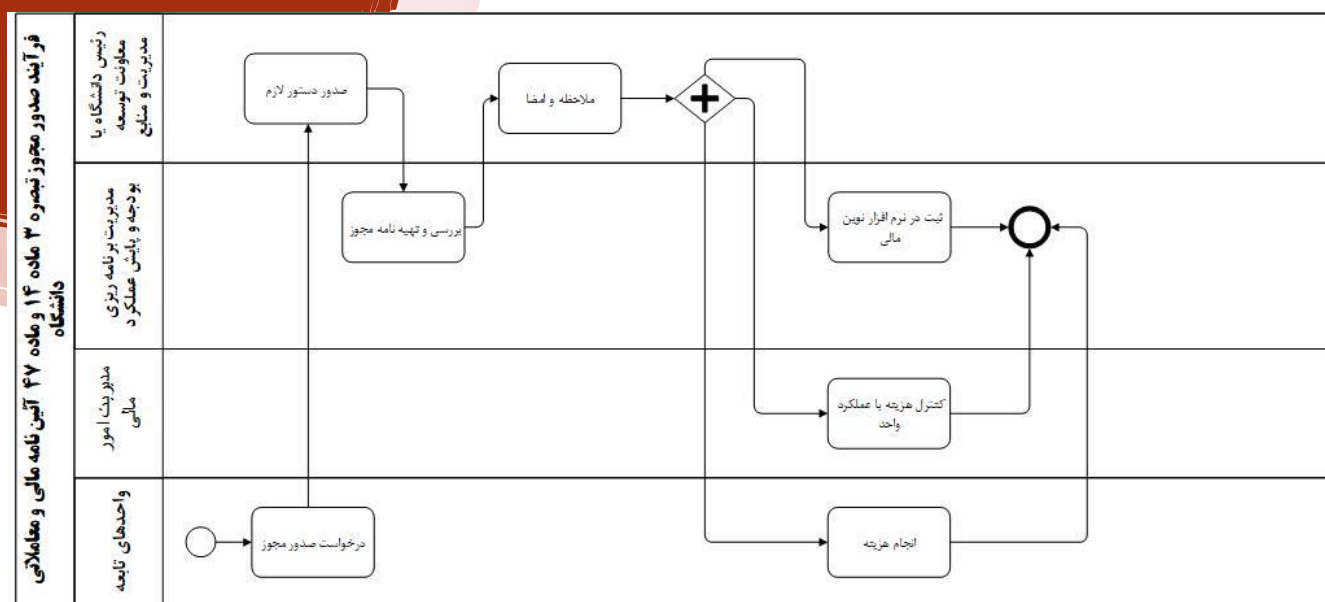 فرآیند صدور مجوز تبصره ۳ ماده ۱۴ و ماده ۴۷ آئین نامه مالی و معاملاتی
دانشگاه
رئیس دانشگاه یا
معاونت توسعه
مدیریت و منابع
صدور دستور لازم
ملاحظه و امضا
مدیریت برنامه ریزی
بودجه و پایش عملکرد
بررسی و تهیه نامه مجوز
ثبت در نرم افزار نوین
مالی
مدیریت امور
مالی
کنترل هزینه با عملکرد
واحد
واحدهای تابعه
درخواست صدور مجوز
انجام هزینه